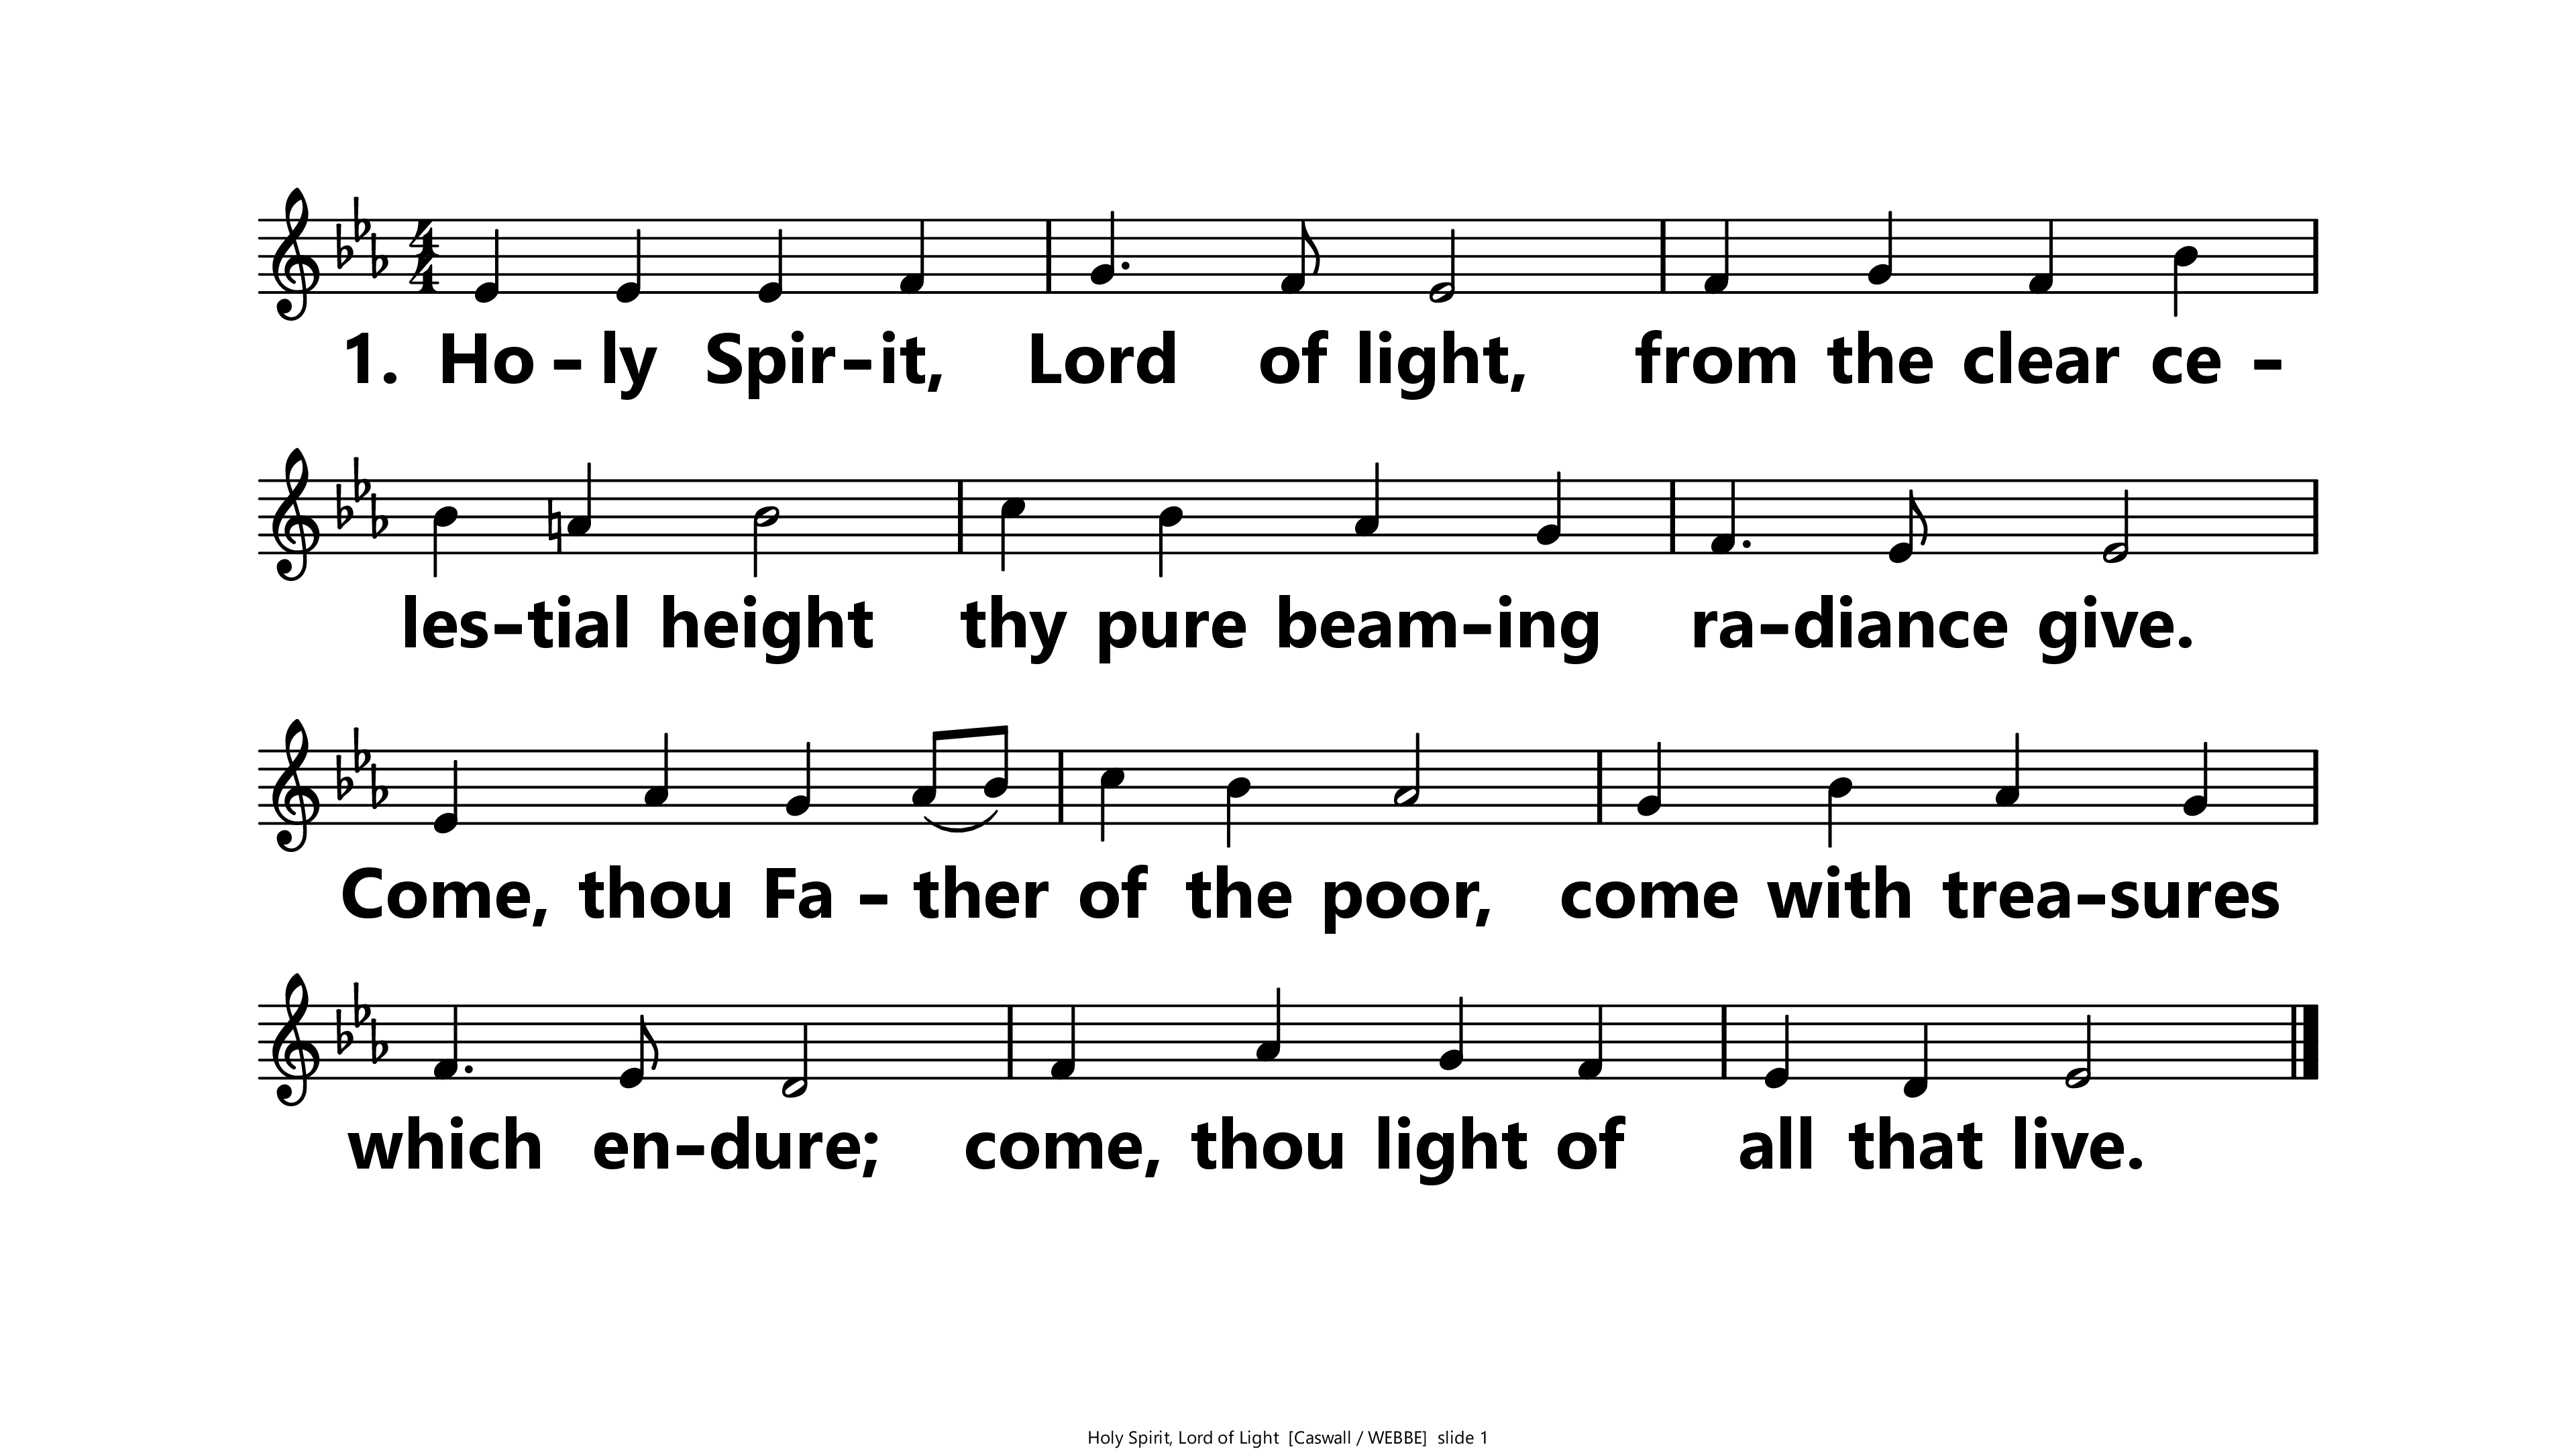 1. Ho - ly Spir-it, Lord of light, from the clear ce -
les-tial height thy pure beam-ing ra-diance give.
Come, thou Fa - ther of the poor, come with trea-sures
which en-dure; come, thou light of all that live.
Holy Spirit, Lord of Light [Caswall / WEBBE] slide 1